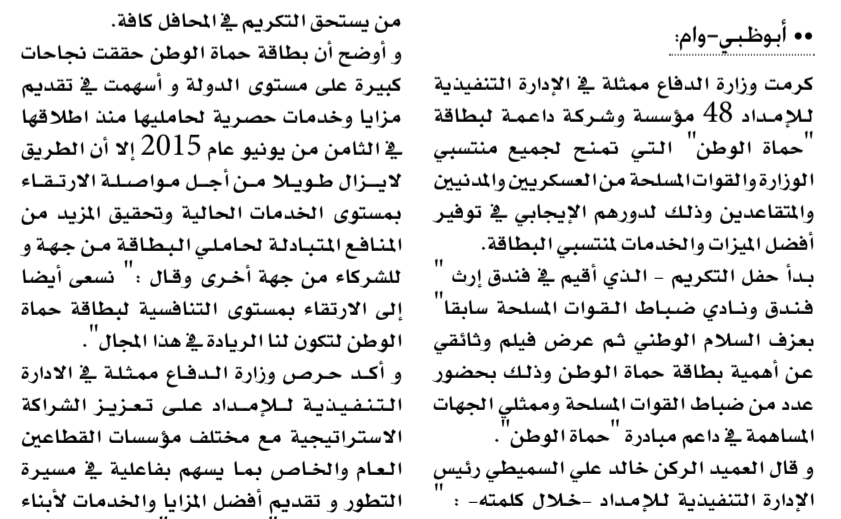 •• أبوظبي-وام:
كرمت وزارة الدفاع ممثلة في الإدارة التنفيذية
للإمداد 48 مؤسسة وشركة داعمة لبطاقة
"حماة الوطن" التي تمنح لجميع منتسبي
الوزارة والقوات المسلحة من العسكريين والمدنيين
والمتقاعدين وذلك لدورهم الإيجابي في توفير
أفضل الميزات والخدمات لمنتسبي البطاقة.
بدأ حفل التكريم - الذي أقيم في فندق إرث "
فندق ونادي ضباط القوات المسلحة سابقا"
بعزف السلام الوطني ثم عرض فيلم وثائقي
عن أهمية بطاقة حماة الوطن وذلك بحضور
عدد من ضباط القوات المسلحة وممثلي الجهات
المساهمة في داعم مبادرة "حماة الوطن".
و قال العميد الركن خالد علي السميطي رئيس
الإدارة التنفيذية للإمداد -خلال كلمته- : "
من يستحق التكريم في المحافل كافة.
و أوضح أن بطاقة حماة الوطن حققت نجاحات
كبيرة على مستوى الدولة و أسهمت في تقديم
مزايا وخدمات حصرية لحامليها منذ اطلاقها
في الثامن من يونيو عام 2015 إلا أن الطريق
لايزال طويلا من أجل مواصلة الارتقاء
بمستوى الخدمات الحالية وتحقيق المزيد من
المنافع المتبادلة لحاملي البطاقة من جهة و
للشركاء من جهة أخرى وقال :" نسعى أيضا
إلى الارتقاء بمستوى التنافسية لبطاقة حماة
الوطن لتكون لنا الريادة في هذا المجال".
و أكد حرص وزارة الدفاع ممثلة في الادارة
التنفيذية للإمداد على تعزيز الشراكة
الاستراتيجية مع مختلف مؤسسات القطاعين
العام والخاص بما يسهم بفاعلية في مسيرة
التطور و تقديم أفضل المزايا والخدمات لأبناء